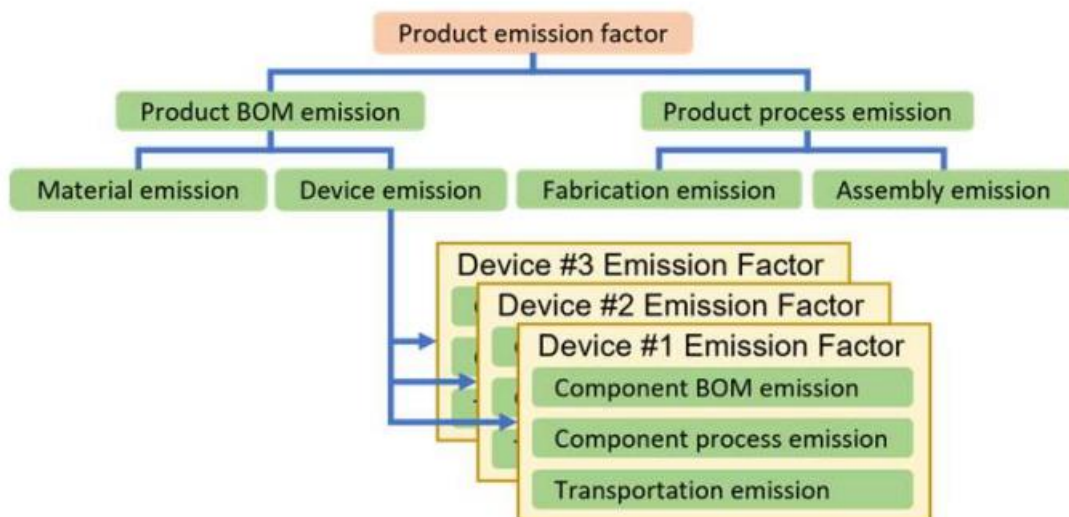 Product emission factor
Product BOM emission
Product process emission
Material emission
Device emission
Fabrication emission
Assembly emission
Device #3 Emission Factor
Device #2 Emission Factor
Device #1 Emission Factor
Component BOM emission
Component process emission
Transportation emission